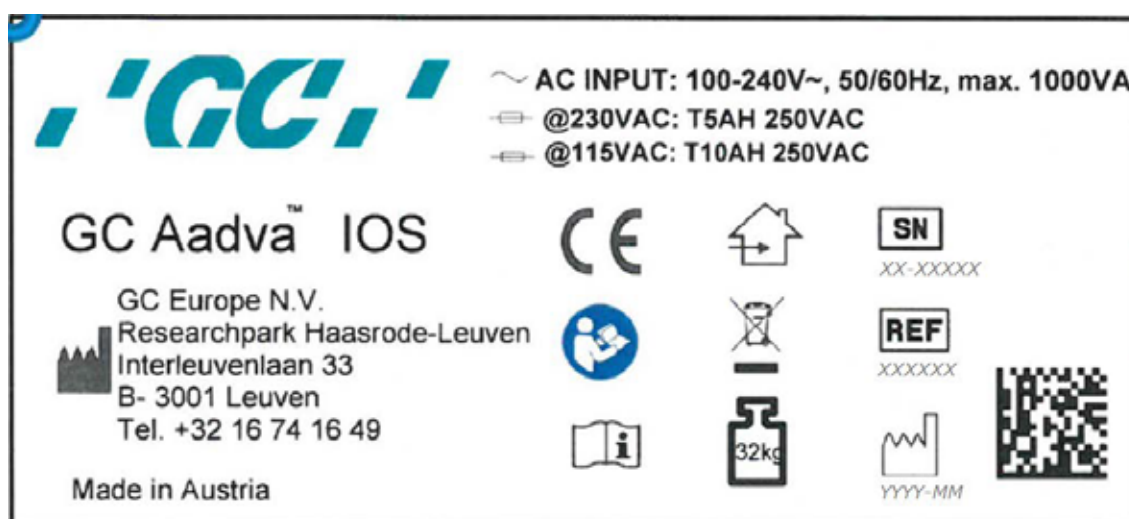 'GC'
~ AC INPUT: 100-240V~, 50/60Hz, max. 1000VA
@230VAC: T5AH 250VAC
@115VAC: T10AH 250VAC
GC Aadva™ IOS
GC Europe N.V.
Researchpark Haasrode-Leuven
Interleuvenlaan 33
B- 3001 Leuven
Tel. +32 16 74 16 49
Made in Austria
CE
SN
XX-XXXXX
REF
XXXXXX
i
32kg
YYYY-MM